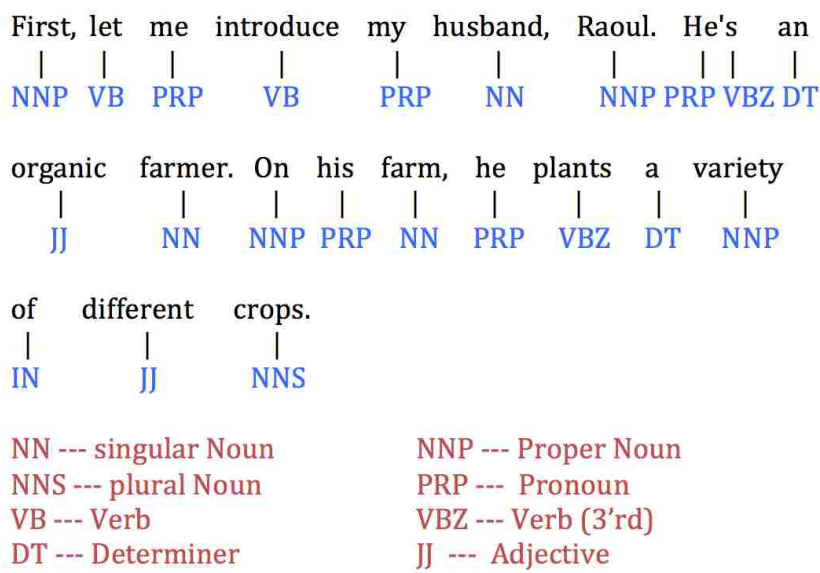 First, let me introduce my husband, Raoul. He's an
NNP VB PRP VB PRP NN NNP PRP VBZ DT
organic farmer. On his farm, he plants a variety
JJ NN NNP PRP NN PRP VBZ DT NNP
of different crops.
IN JJ NNS
NN --- singular Noun NNP --- Proper Noun
NNS --- plural Noun PRP --- Pronoun
VB --- Verb VBZ --- Verb (3’rd)
DT --- Determiner JJ --- Adjective